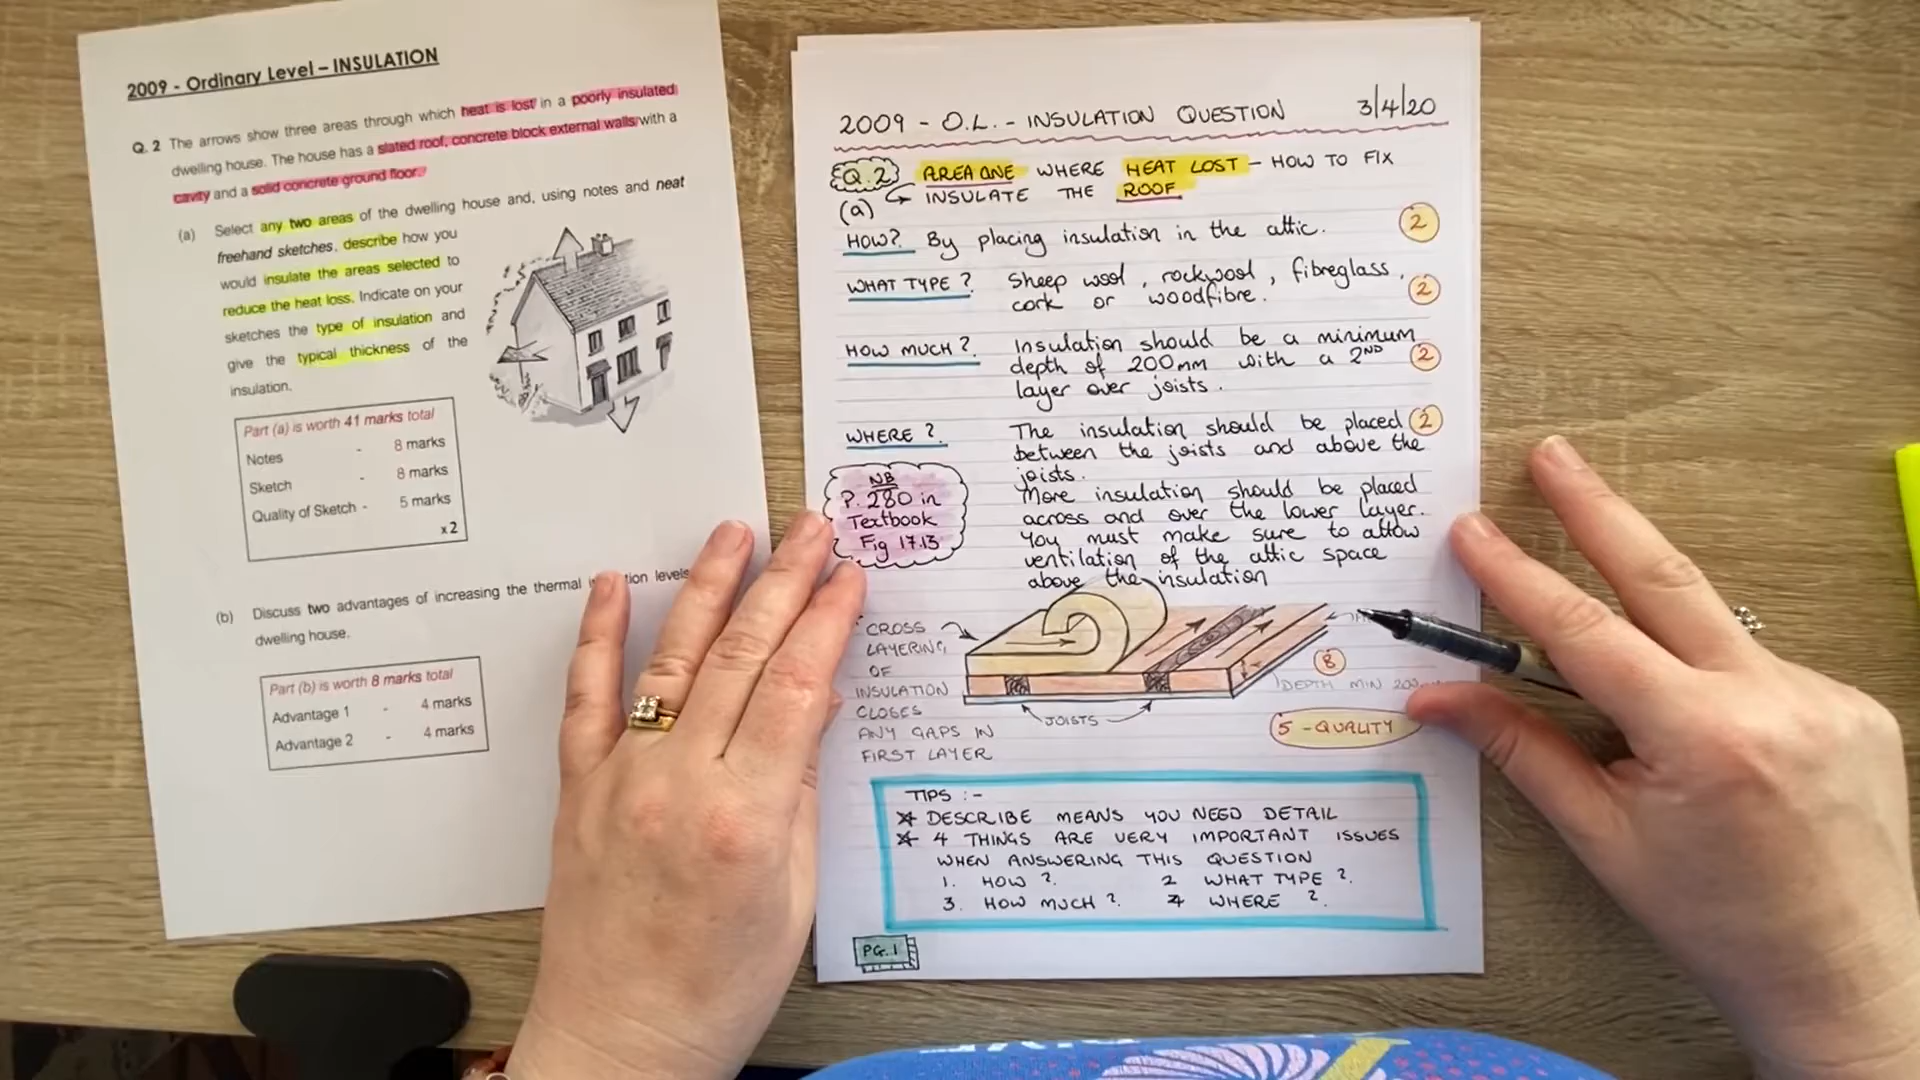 2009 - Ordinary Level – INSULATION
Q. 2 The arrows show three areas through which heat is lost in a poorly insulated
dwelling house. The house has a slated roof, concrete block external walls with a
cavity and a solid concrete ground floor.
(a) Select any two areas of the dwelling house and, using notes and neat
freehand sketches, describe how you
would insulate the areas selected to
reduce the heat loss. Indicate on your
sketches the type of insulation and
give the typical thickness of the
insulation.
Part (a) is worth 41 marks total
Notes - 8 marks
Sketch - 8 marks
Quality of Sketch - 5 marks
x2
(b) Discuss two advantages of increasing the thermal levels
dwelling house.
Part (b) is worth 8 marks total
Advantage 1 - 4 marks
Advantage 2 - 4 marks
2009 - O.L. - INSULATION QUESTION 3/4/20
Q.2 AREA ONE WHERE HEAT LOST - HOW TO FIX
(a) INSULATE THE ROOF
HOW? By placing insulation in the attic. 2
WHAT TYPE? Sheep wool, rockwool, fibreglass,
cork or woodfibre. 2
HOW MUCH? Insulation should be a minimum
depth of 200mm with a 2ND 2
layer over joists.
WHERE? The insulation should be placed 2
between the joists and above the
joists.
More insulation should be placed
across and over the lower layer.
You must make sure to allow
ventilation of the attic space
above the insulation
NB
P. 280 in
Textbook
Fig 17.13
CROSS
LAYERING
OF
INSULATION
CLOSES
ANY GAPS IN
FIRST LAYER
JOISTS
8
DEPTH MIN
5 - QUALITY
TIPS :-
* DESCRIBE MEANS YOU NEED DETAIL
* 4 THINGS ARE VERY IMPORTANT ISSUES
WHEN ANSWERING THIS QUESTION
1. HOW ? 2 WHAT TYPE ?
3. HOW MUCH ? 4 WHERE ?
PG.1